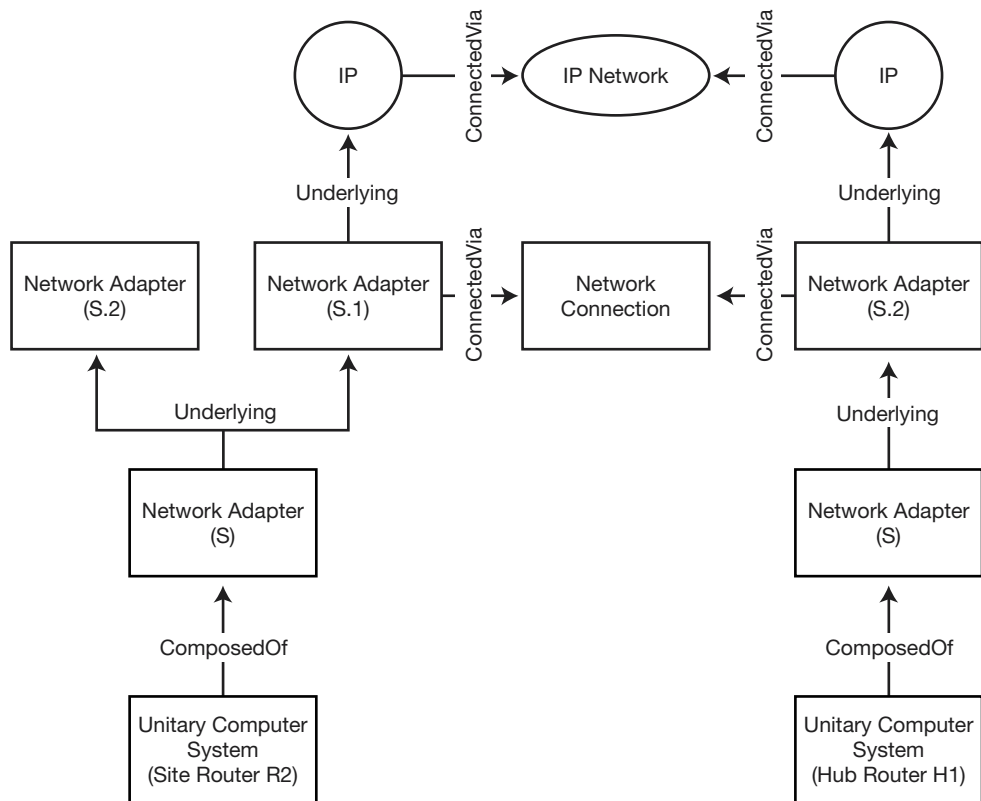 IP
ConnectedVia
IP Network
ConnectedVia
IP
Underlying
Underlying
Network Adapter
(S.2)
Network Adapter
(S.1)
ConnectedVia
Network
Connection
ConnectedVia
Network Adapter
(S.2)
Underlying
Underlying
Network Adapter
(S)
Network Adapter
(S)
ComposedOf
ComposedOf
Unitary Computer
System
(Site Router R2)
Unitary Computer
System
(Hub Router H1)